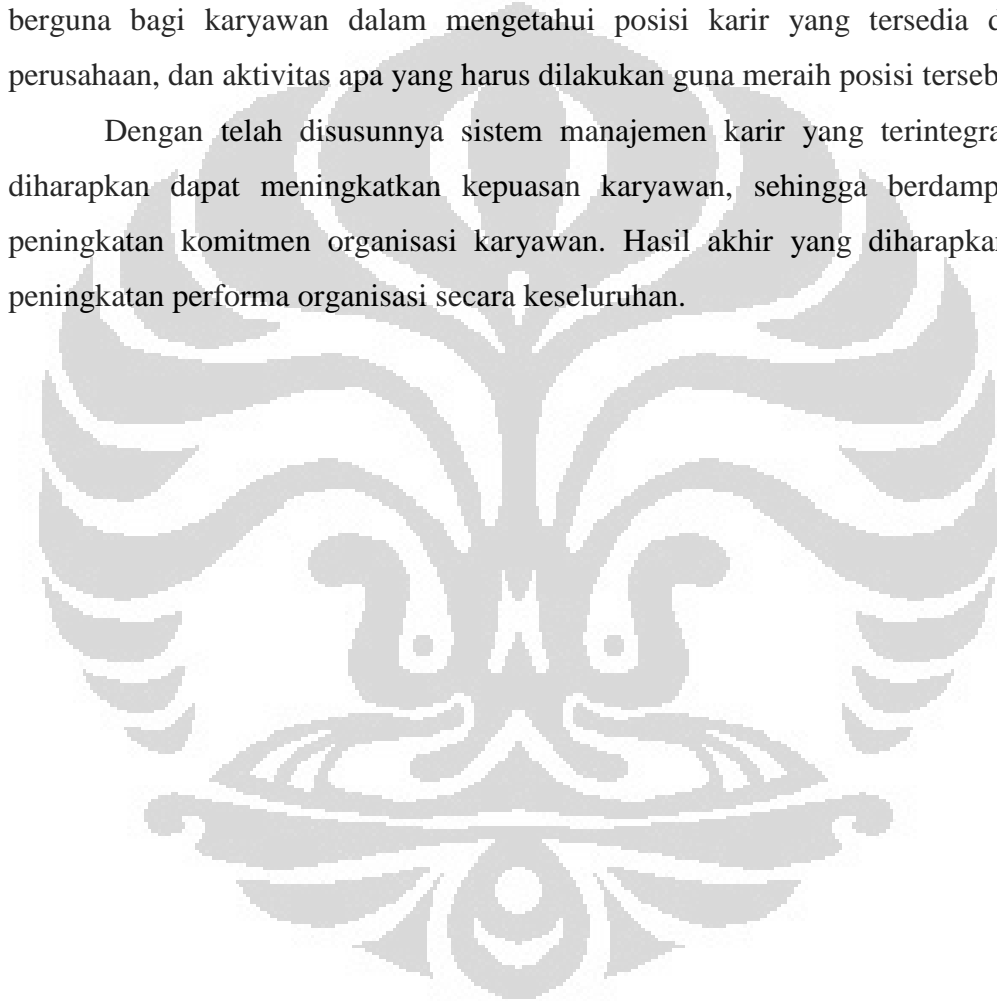 berguna bagi karyawan dalam mengetahui posisi karir yang tersedia d
perusahaan, dan aktivitas apa yang harus dilakukan guna meraih posisi terseb
Dengan telah disusunnya sistem manajemen karir yang terintegra
diharapkan dapat meningkatkan kepuasan karyawan, sehingga berdamp
peningkatan komitmen organisasi karyawan. Hasil akhir yang diharapkan
peningkatan performa organisasi secara keseluruhan.